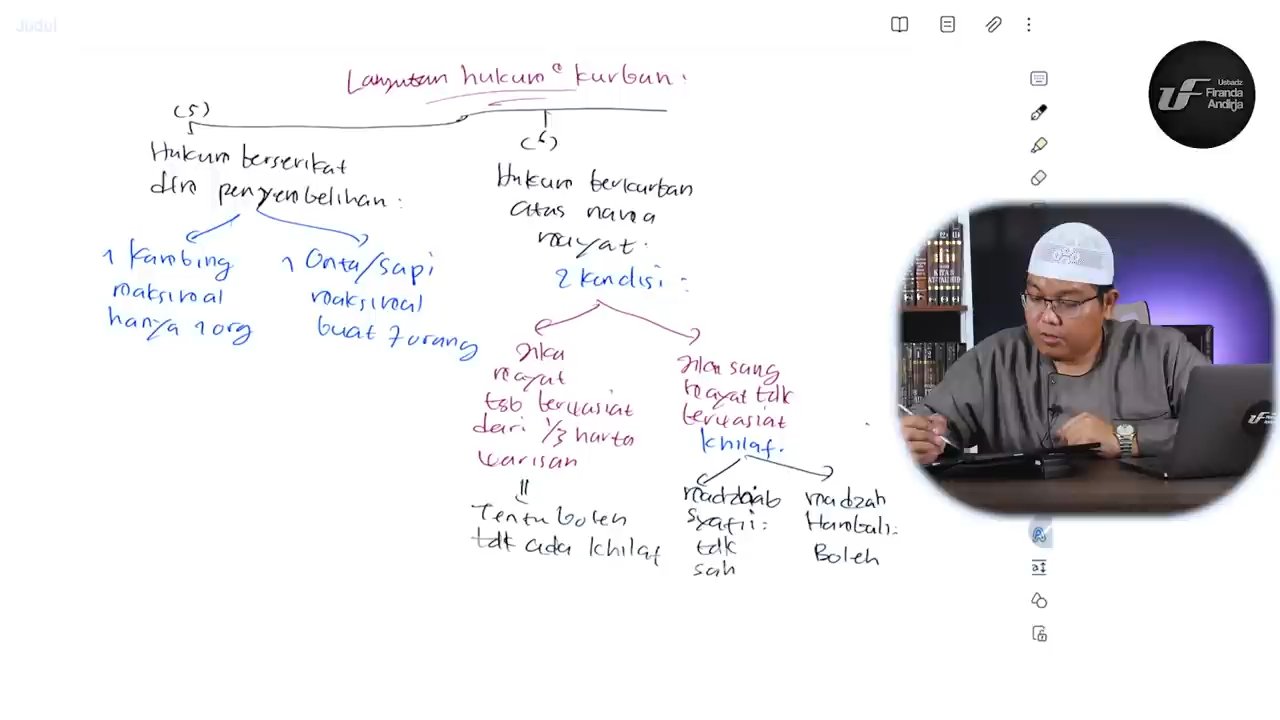 Judul
Ustadz
Firanda
Andirja
Lanjutan hukum² kurban.
(5)
Hukum berserikat
dlm penyembelihan :
1 kambing
maksimal
hanya 1 org
1 Onta/sapi
maksimal
buat 7 orang
(6)
Hukum berkurban
atas nama
mayat.
2 kondisi :
Jika
mayat
tsb berwasiat
dari 1/3 harta
warisan
||
Tentu boleh
tdk ada khilaf
Jika sang
mayat tdk
berwasiat
khilaf.
madzhab
Syafii :
tdk
sah
madzab
Hambali :
Boleh